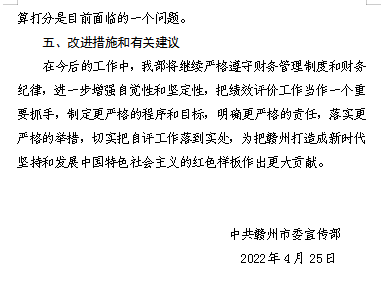 算打分是目前面临的一个问题。
五、改进措施和有关建议
在今后的工作中，我部将继续严格遵守财务管理制度和财务
纪律，进一步增强自觉性和坚定性，把绩效评价工作当作一个重
要抓手，制定更严格的程序和目标，明确更严格的责任，落实更
严格的举措，切实把自评工作落到实处，为把赣州打造成新时代
坚持和发展中国特色社会主义的红色样板作出更大贡献。
中共赣州市委宣传部
2022年4月25日